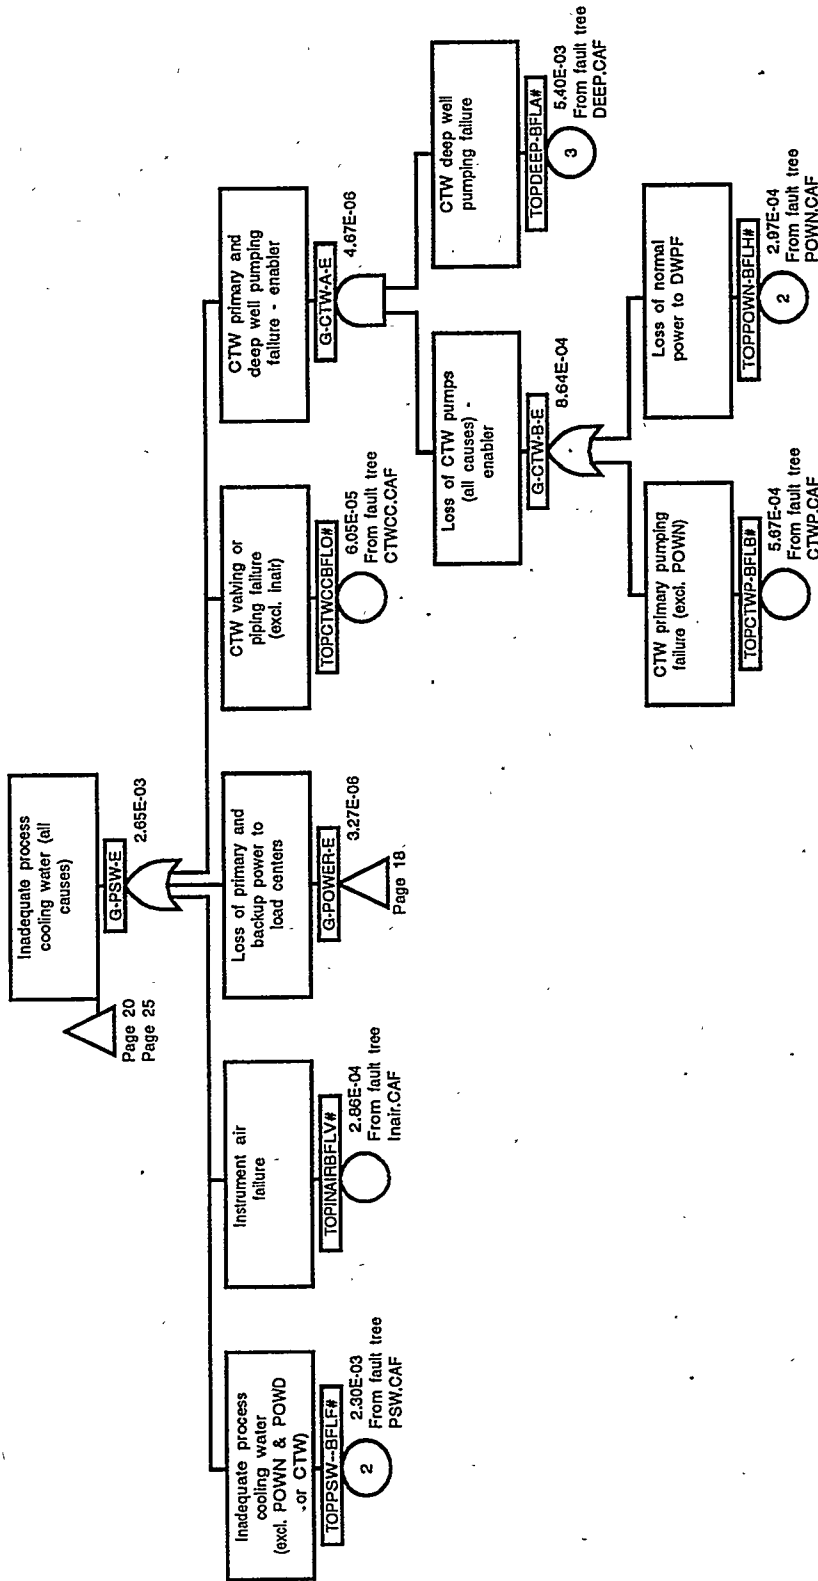 Inadequate process
cooling water (all
causes)
G-PSW-E
2.65E-03
Page 20
Page 25
Inadequate process
cooling water
(excl. POWN & POWD
or CTW)
TOPPSW--BFLF#
2
2.30E-03
From fault tree
PSW.CAF
Instrument air
failure
TOPINAIRBFLV#
2.86E-04
From fault tree
Inair.CAF
Loss of primary and
backup power to
load centers
G-POWER-E
3.27E-06
Page 18
CTW valving or
piping failure
(excl. inair)
TOPCTWCCBFLO#
6.05E-05
From fault tree
CTWCC.CAF
CTW primary and
deep well pumping
failure - enabler
G-CTW-A-E
4.67E-06
Loss of CTW pumps
(all causes) -
enabler
G-CTW-B-E
8.64E-04
CTW deep well
pumping failure
TOPDEEP-BFLA#
3
5.40E-03
From fault tree
DEEP.CAF
CTW primary pumping
failure (excl. POWN)
TOPCTWP-BFLB#
5.67E-04
From fault tree
CTWP.CAF
Loss of normal
power to DWPF
TOPPOWN-BFLH#
2
2.97E-04
From fault tree
POWN.CAF